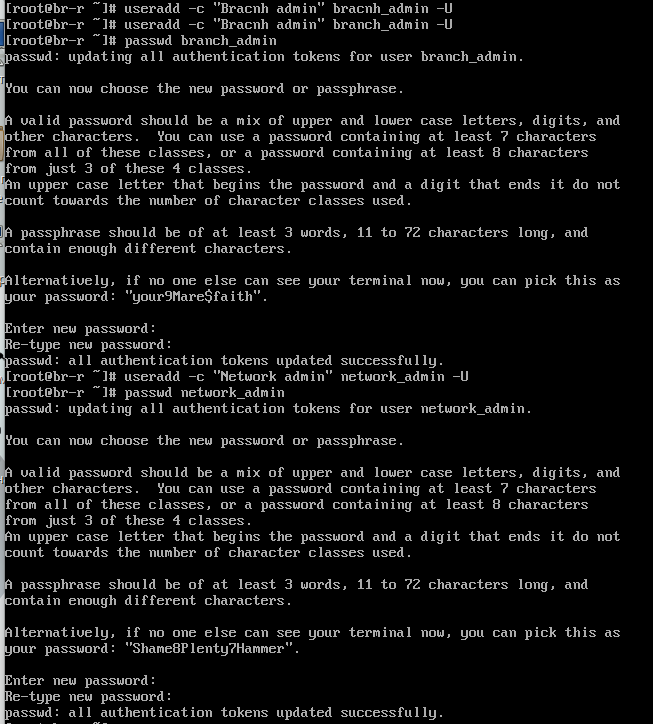 [root@br-r ~]# useradd -c "Bracnh admin" bracnh_admin -U
[root@br-r ~]# useradd -c "Bracnh admin" branch_admin -U
[root@br-r ~]# passwd branch_admin
passwd: updating all authentication tokens for user branch_admin.
You can now choose the new password or passphrase.
A valid password should be a mix of upper and lower case letters, digits, and
other characters.  You can use a password containing at least 7 characters
from all of these classes, or a password containing at least 8 characters
from just 3 of these 4 classes.
An upper case letter that begins the password and a digit that ends it do not
count towards the number of character classes used.
A passphrase should be of at least 3 words, 11 to 72 characters long, and
contain enough different characters.
Alternatively, if no one else can see your terminal now, you can pick this as
your password: "your9Mare$faith".
Enter new password:
Re-type new password:
passwd: all authentication tokens updated successfully.
[root@br-r ~]# useradd -c "Network admin" network_admin -U
[root@br-r ~]# passwd network_admin
passwd: updating all authentication tokens for user network_admin.
You can now choose the new password or passphrase.
A valid password should be a mix of upper and lower case letters, digits, and
other characters.  You can use a password containing at least 7 characters
from all of these classes, or a password containing at least 8 characters
from just 3 of these 4 classes.
An upper case letter that begins the password and a digit that ends it do not
count towards the number of character classes used.
A passphrase should be of at least 3 words, 11 to 72 characters long, and
contain enough different characters.
Alternatively, if no one else can see your terminal now, you can pick this as
your password: "Shame8Plenty7Hammer".
Enter new password:
Re-type new password:
passwd: all authentication tokens updated successfully.